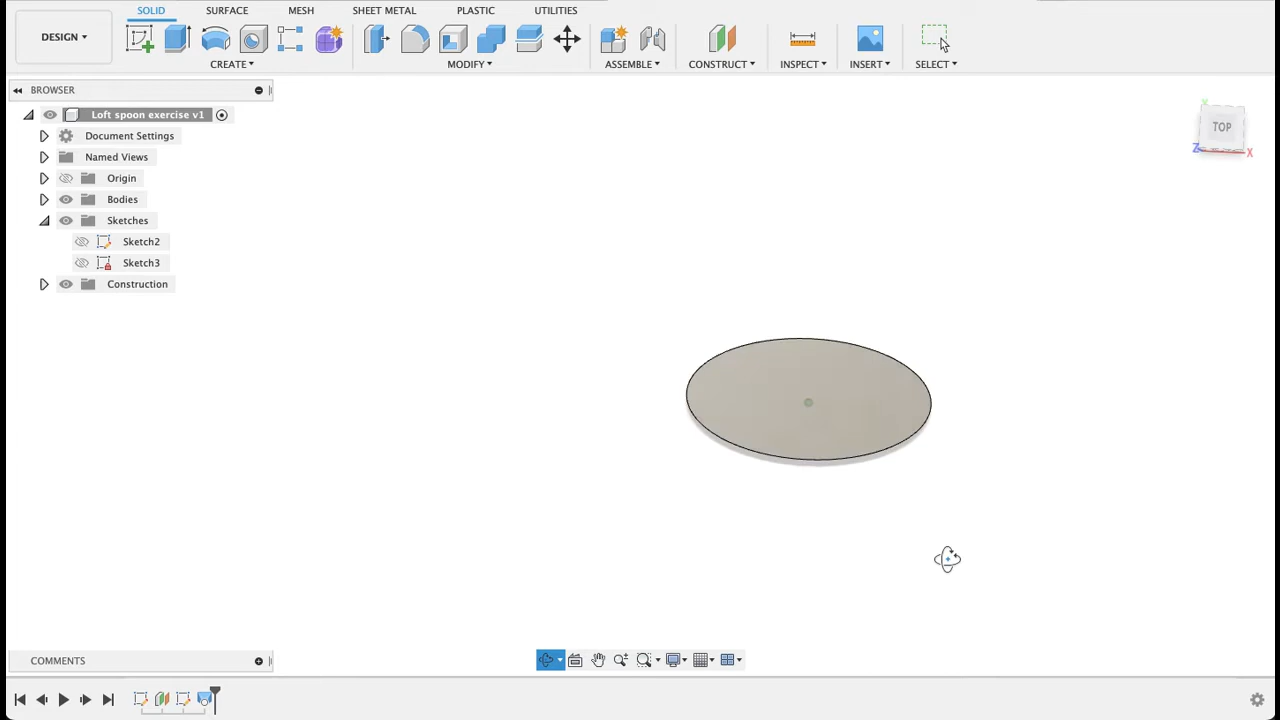 SOLID SURFACE MESH SHEET METAL PLASTIC UTILITIES
DESIGN
CREATE MODIFY ASSEMBLE CONSTRUCT INSPECT INSERT SELECT
BROWSER
Loft spoon exercise v1
Document Settings
Named Views
Origin
Bodies
Sketches
Sketch2
Sketch3
Construction
TOP
Y
Z
X
COMMENTS